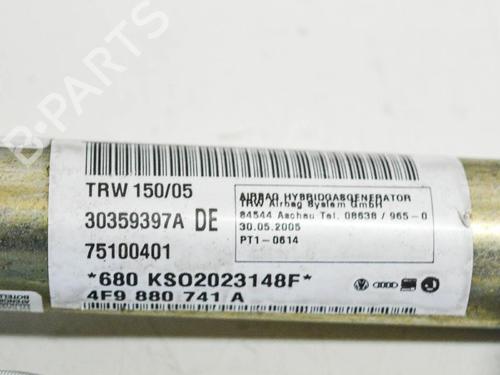 B-PARTS
TRW 150/05
30359397A DE
75100401
*680 KSO2023148F*
4F9 880 741 A
AIRBAG HYBRIDGASGENERATOR
TRW Airbag System GmbH
84544 Aschau Tel. 08638 / 965-0
30.05.2005
PT1-0614